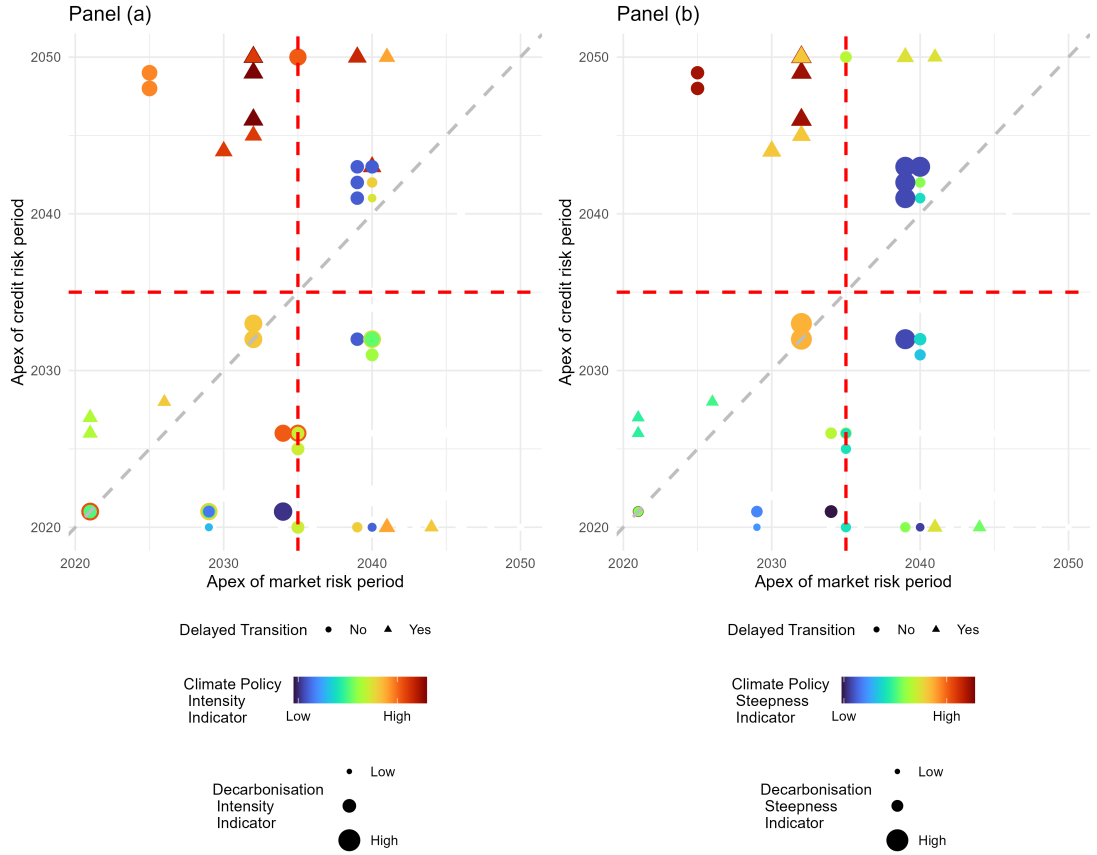 Panel (a)
Apex of credit risk period
2050
2040
2030
2020
2020
2030
2040
2050
Apex of market risk period
Delayed Transition
No
Yes
Climate Policy
Intensity
Indicator
Low
High
Decarbonisation
Intensity
Indicator
Low
High
Panel (b)
Apex of credit risk period
2050
2040
2030
2020
2020
2030
2040
2050
Apex of market risk period
Delayed Transition
No
Yes
Climate Policy
Steepness
Indicator
Low
High
Decarbonisation
Steepness
Indicator
Low
High